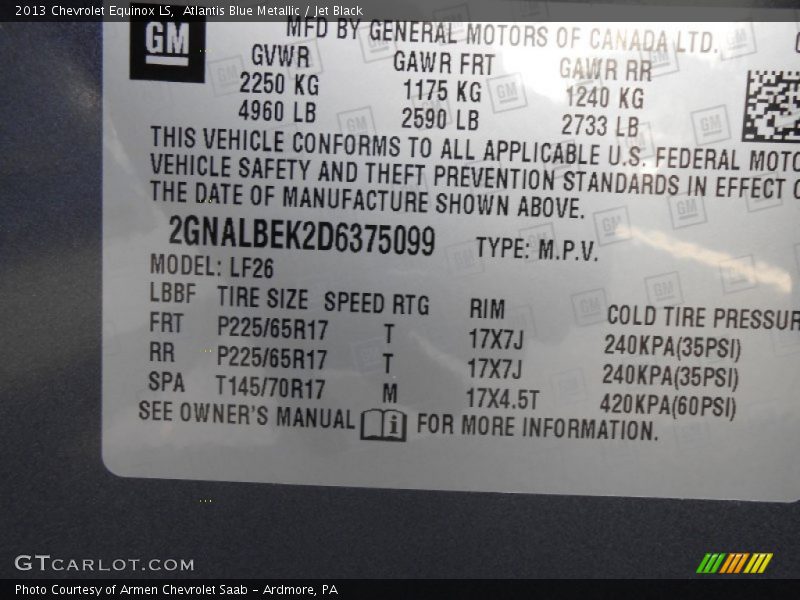 2013 Chevrolet Equinox LS,  Atlantis Blue Metallic / Jet Black
GM
MFD BY GENERAL MOTORS OF CANADA LTD.
GVWR GAWR FRT GAWR RR
2250 KG 1175 KG 1240 KG
4960 LB 2590 LB 2733 LB
THIS VEHICLE CONFORMS TO ALL APPLICABLE U.S. FEDERAL MOTO
VEHICLE SAFETY AND THEFT PREVENTION STANDARDS IN EFFECT O
THE DATE OF MANUFACTURE SHOWN ABOVE.
2GNALBEK2D6375099 TYPE: M.P.V.
MODEL: LF26
LBBF TIRE SIZE SPEED RTG RIM COLD TIRE PRESSUR
FRT P225/65R17 T 17X7J 240KPA(35PSI)
RR P225/65R17 T 17X7J 240KPA(35PSI)
SPA T145/70R17 M 17X4.5T 420KPA(60PSI)
SEE OWNER'S MANUAL i FOR MORE INFORMATION.
GTCARLOT.COM
Photo Courtesy of Armen Chevrolet Saab - Ardmore, PA